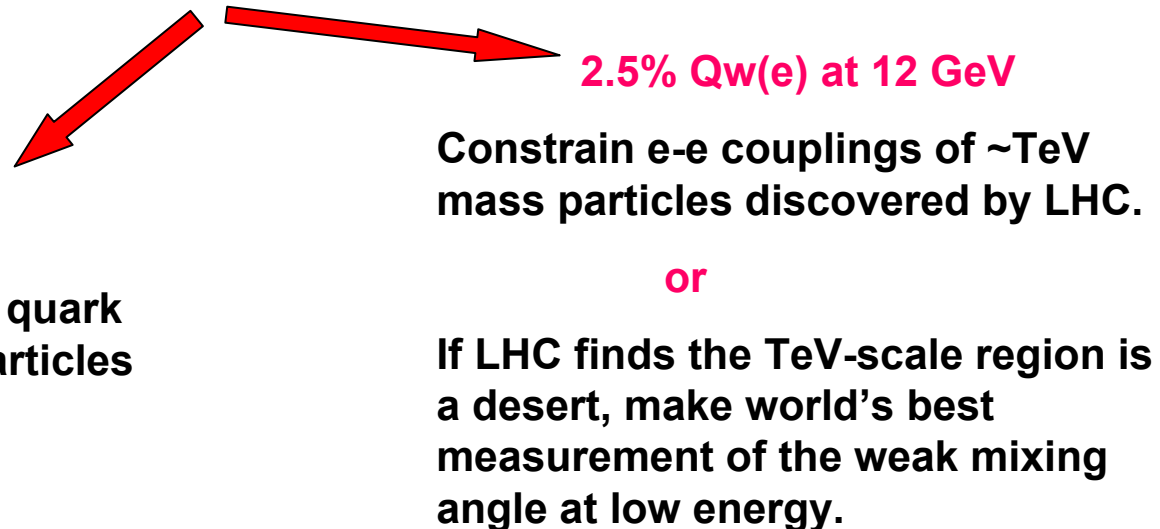 2.5% Qw(e) at 12 GeV
Constrain e-e couplings of ~TeV
mass particles discovered by LHC.
or
If LHC finds the TeV-scale region is
a desert, make world's best
measurement of the weak mixing
angle at low energy.
quark
articles